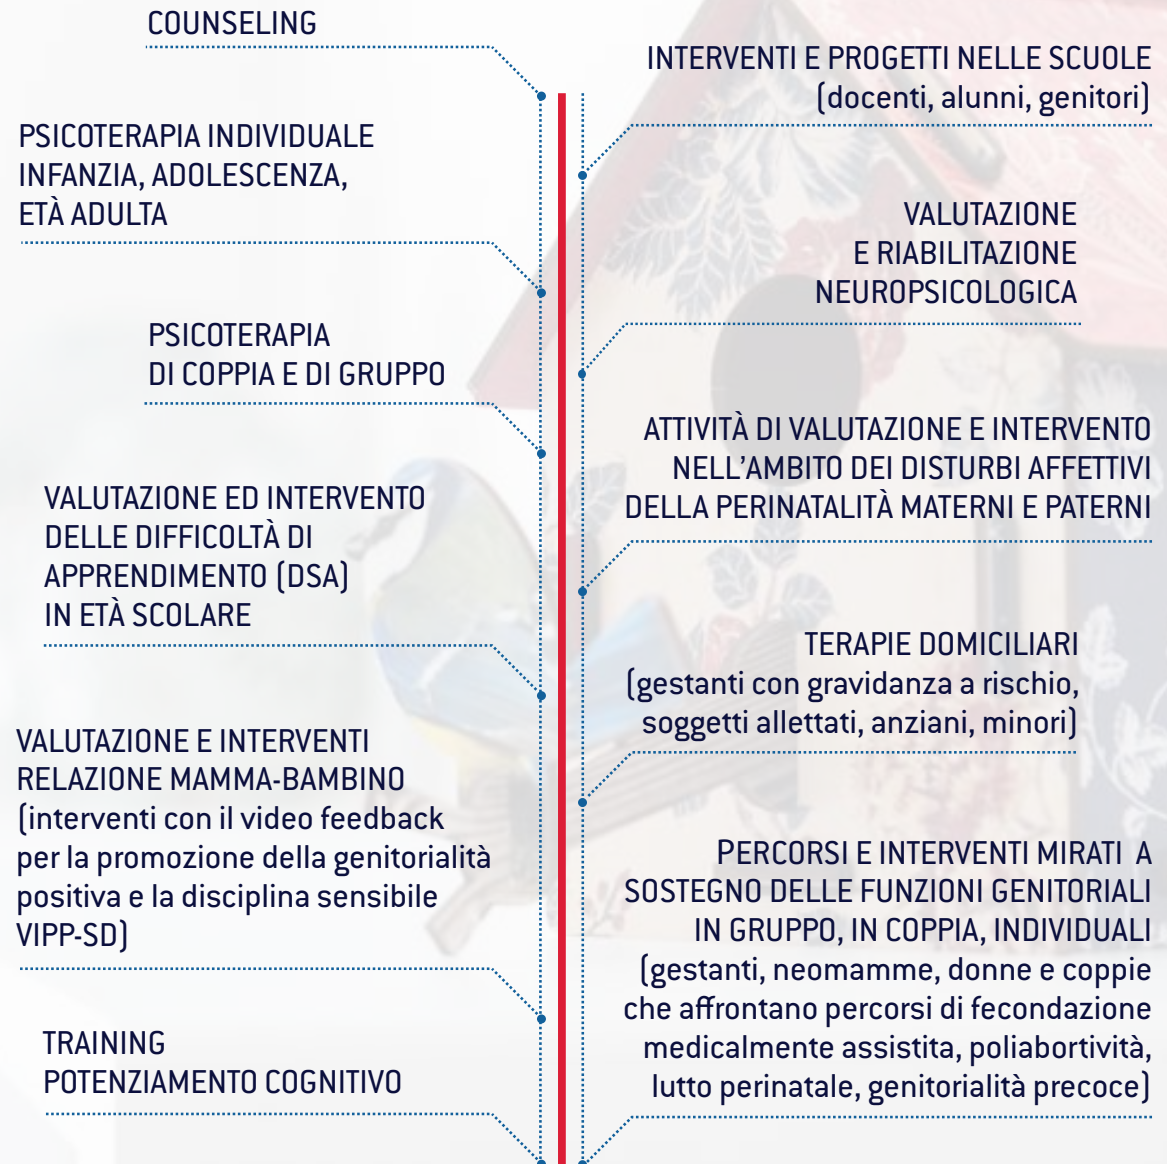 COUNSELING
PSICOTERAPIA INDIVIDUALE
INFANZIA, ADOLESCENZA,
ETÀ ADULTA
PSICOTERAPIA
DI COPPIA E DI GRUPPO
VALUTAZIONE ED INTERVENTO
DELLE DIFFICOLTÀ DI
APPRENDIMENTO (DSA)
IN ETÀ SCOLARE
VALUTAZIONE E INTERVENTI
RELAZIONE MAMMA-BAMBINO
(interventi con il video feedback
per la promozione della genitorialità
positiva e la disciplina sensibile
VIPP-SD)
TRAINING
POTENZIAMENTO COGNITIVO
INTERVENTI E PROGETTI NELLE SCUOLE
(docenti, alunni, genitori)
VALUTAZIONE
E RIABILITAZIONE
NEUROPSICOLOGICA
ATTIVITÀ DI VALUTAZIONE E INTERVENTO
NELL'AMBITO DEI DISTURBI AFFETTIVI
DELLA PERINATALITÀ MATERNI E PATERNI
TERAPIE DOMICILIARI
(gestanti con gravidanza a rischio,
soggetti allettati, anziani, minori)
PERCORSI E INTERVENTI MIRATI A
SOSTEGNO DELLE FUNZIONI GENITORIALI
IN GRUPPO, IN COPPIA, INDIVIDUALI
(gestanti, neomamme, donne e coppie
che affrontano percorsi di fecondazione
medicalmente assistita, poliabortività,
lutto perinatale, genitorialità precoce)